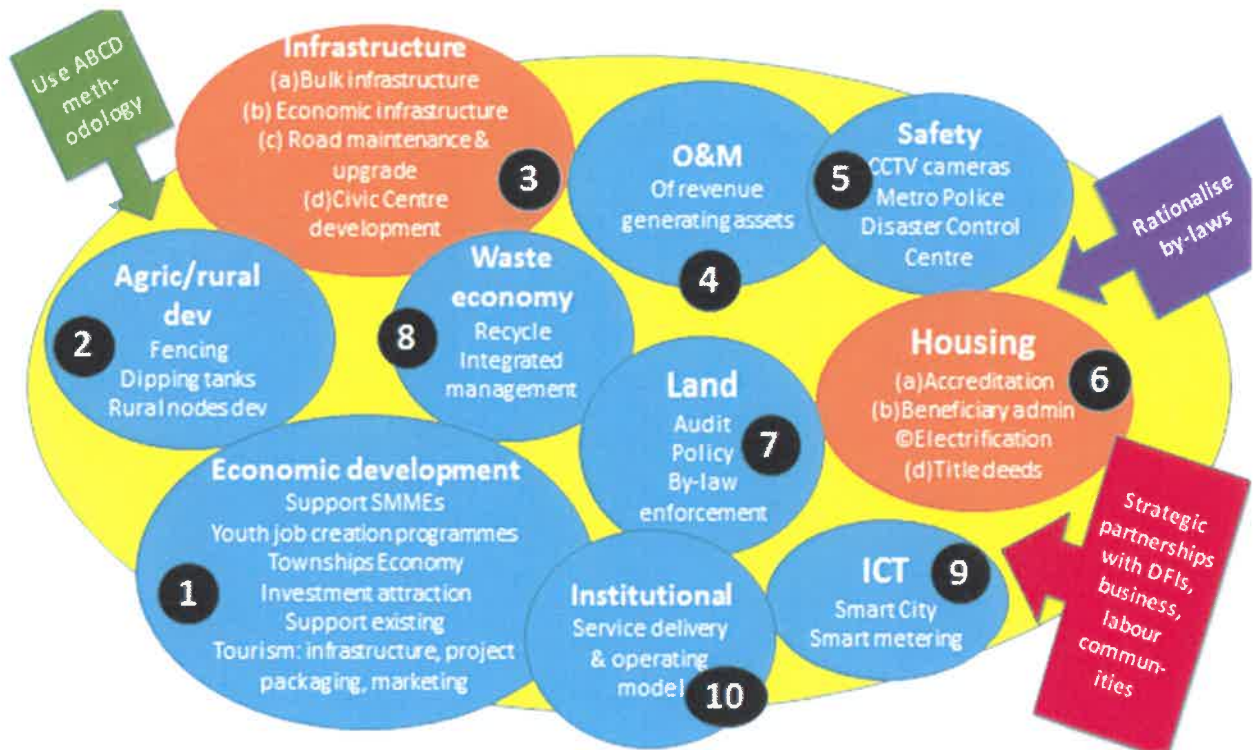 Use ABCD
meth-
odology
Infrastructure
(a)Bulk infrastructure
(b) Economic infrastructure
(c) Road maintenance &
upgrade
(d)Civic Centre
development
3
O&M
Of revenue
generating assets
4
Safety
CCTV cameras
Metro Police
Disaster Control
Centre
5
Rationalise
by-laws
Agric/rural
dev
Fencing
Dipping tanks
Rural nodes dev
2
Waste
economy
Recycle
Integrated
management
8
Land
Audit
Policy
By-law
enforcement
7
Housing
(a)Accreditation
(b)Beneficiary admin
©Electrification
(d)Title deeds
6
Economic development
Support SMMEs
Youth job creation programmes
Townships Economy
Investment attraction
Support existing
Tourism: infrastructure, project
packaging, marketing
1
Institutional
Service delivery
& operating
model
10
ICT
Smart City
Smart metering
9
Strategic
partnerships
with DFIs,
business,
labour
commun-
ities